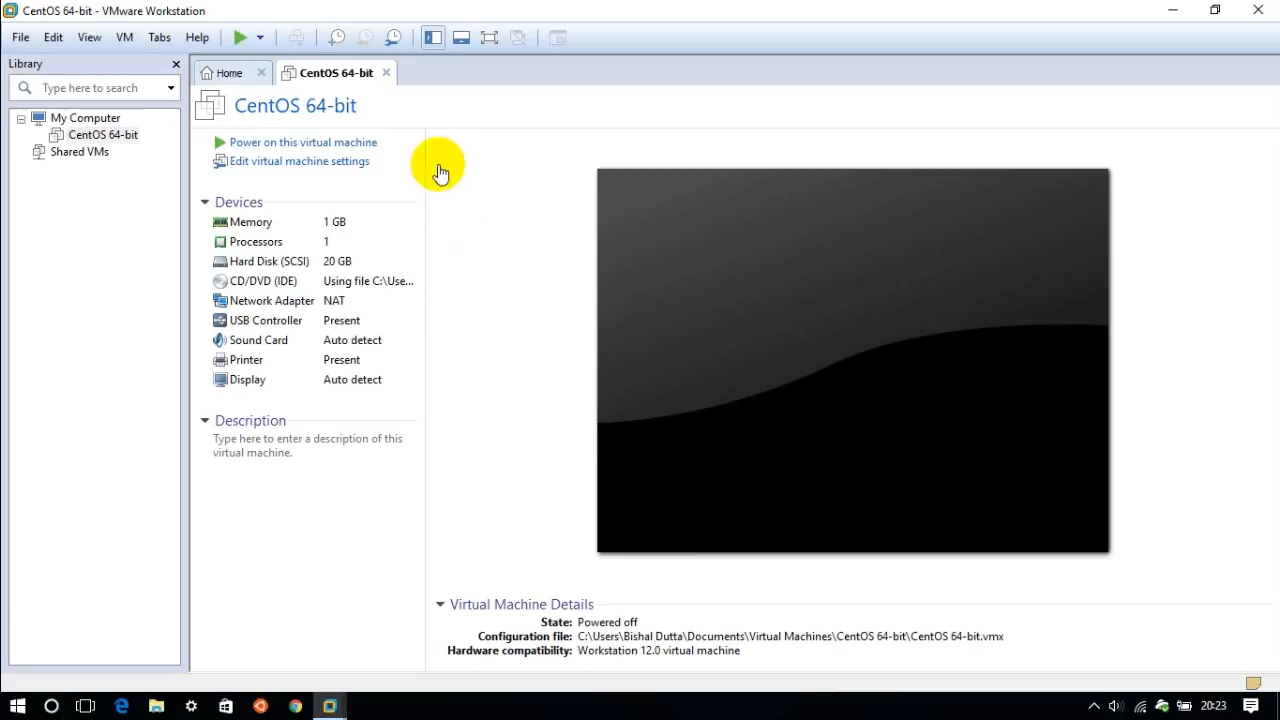 CentOS 64-bit - VMware Workstation
File Edit View VM Tabs Help
Library
Type here to search
My Computer
CentOS 64-bit
Shared VMs
Home
CentOS 64-bit
CentOS 64-bit
Power on this virtual machine
Edit virtual machine settings
Devices
Memory 1 GB
Processors 1
Hard Disk (SCSI) 20 GB
CD/DVD (IDE) Using file C:\Use...
Network Adapter NAT
USB Controller Present
Sound Card Auto detect
Printer Present
Display Auto detect
Description
Type here to enter a description of this
virtual machine.
Virtual Machine Details
State: Powered off
Configuration file: C:\Users\Bishal Dutta\Documents\Virtual Machines\CentOS 64-bit\CentOS 64-bit.vmx
Hardware compatibility: Workstation 12.0 virtual machine
20:23